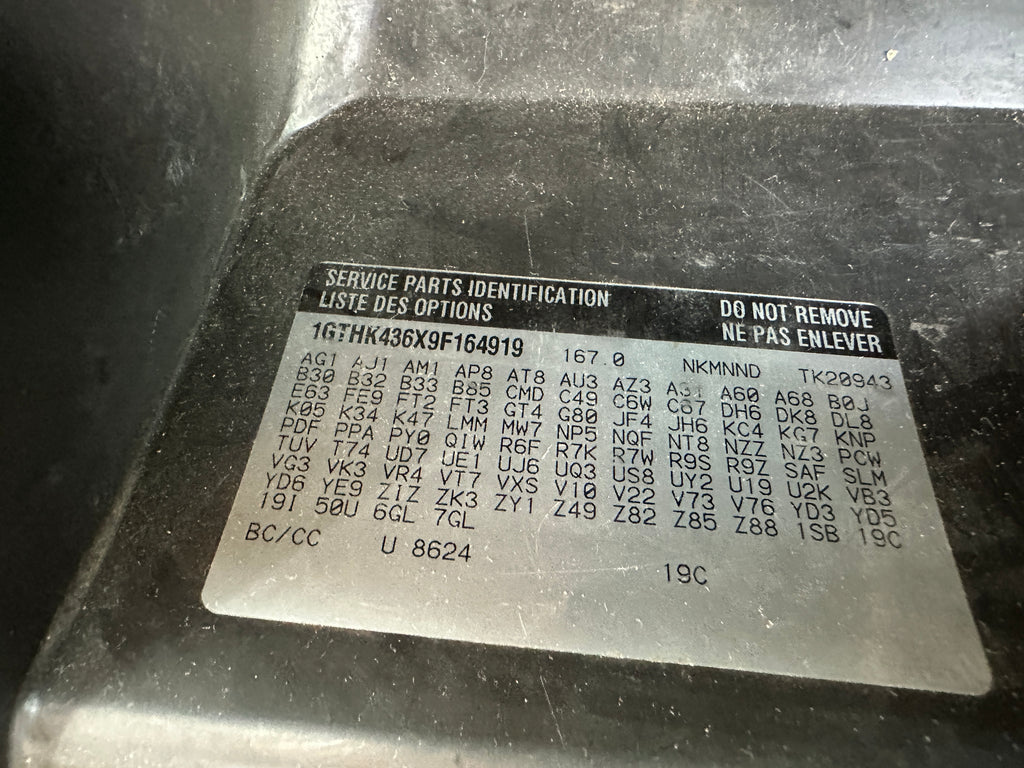 SERVICE PARTS IDENTIFICATION DO NOT REMOVE
LISTE DES OPTIONS NE PAS ENLEVER
1GTHK436X9F164919 167.0 NKMNND TK20943
AG1 AJ1 AM1 AP8 AT8 AU3 AZ3 A31 A60 A68 B0J
B30 B32 B33 B85 CMD C49 C6W C67 DH6 DK8 DL8
E63 FE9 FT2 FT3 GT4 G80 JF4 JH6 KC4 KG7 KNP
K05 K34 K47 LMM MW7 NP5 NQF NT8 NZZ NZ3 PCW
PDF PPA PY0 QIW R6F R7K R7W R9S R9Z SAF SLM
TUV T74 UD7 UE1 UJ6 UQ3 US8 UY2 U19 U2K VB3
VG3 VK3 VR4 VT7 VXS V10 V22 V73 V76 YD3 YD5
YD6 YE9 Z1Z ZK3 ZY1 Z49 Z82 Z85 Z88 1SB 19C
19I 50U 6GL 7GL
BC/CC U 8624 19C